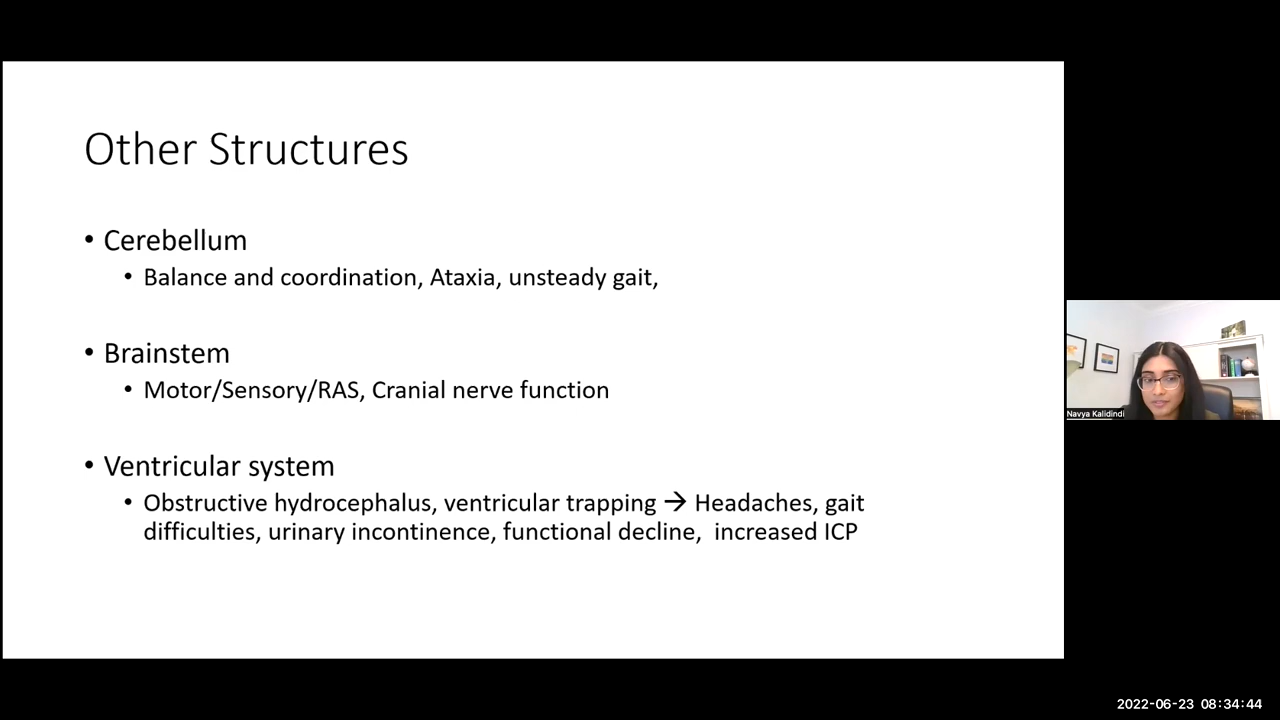 Other Structures
• Cerebellum
• Balance and coordination, Ataxia, unsteady gait,
• Brainstem
• Motor/Sensory/RAS, Cranial nerve function
• Ventricular system
• Obstructive hydrocephalus, ventricular trapping → Headaches, gait
difficulties, urinary incontinence, functional decline,  increased ICP
Navya Kalidindi
2022-06-23 08:34:44